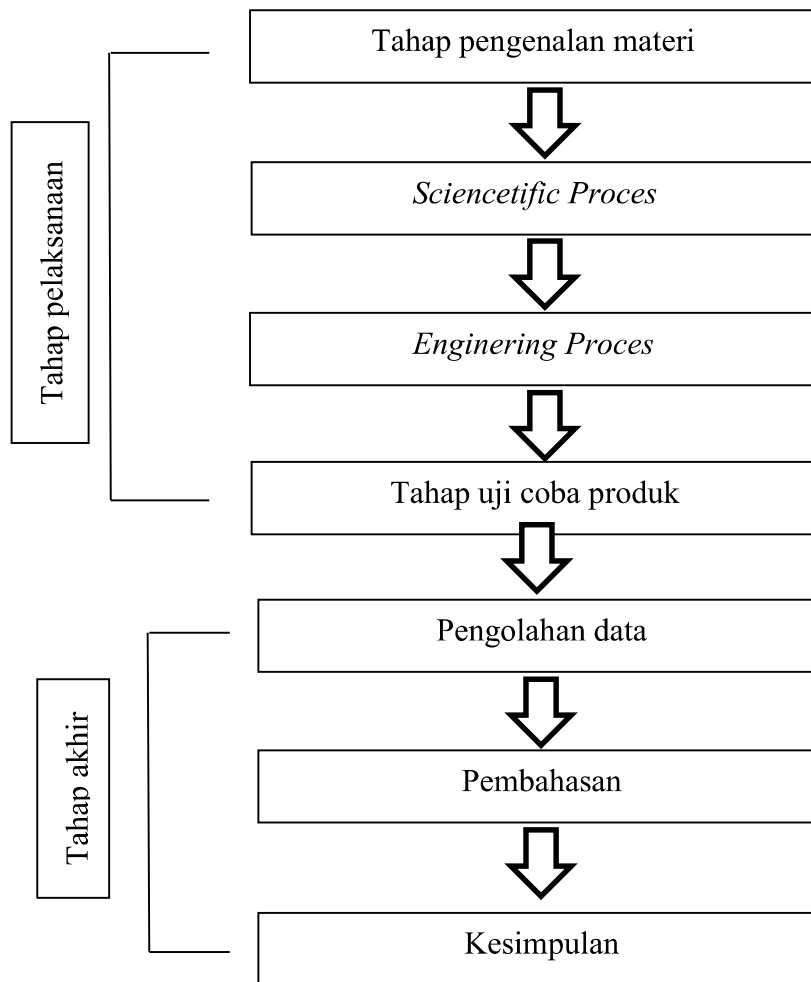 Tahap pengenalan materi
Sciencetific Proces
Enginering Proces
Tahap uji coba produk
Tahap pelaksanaan
Pengolahan data
Pembahasan
Kesimpulan
Tahap akhir